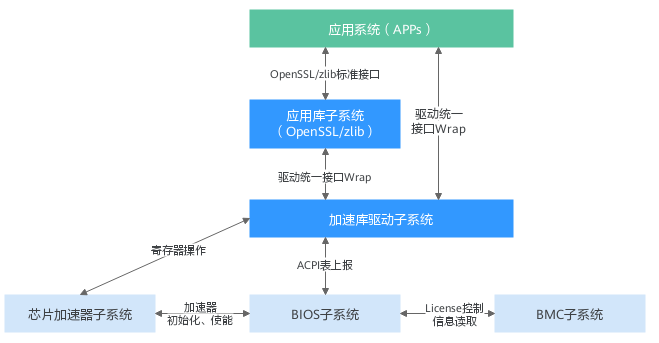 应用系统（APPs）
OpenSSL/zlib标准接口
应用库子系统
（OpenSSL/zlib）
驱动统一
接口Wrap
驱动统一接口Wrap
加速库驱动子系统
寄存器操作
ACPI表上报
芯片加速器子系统
加速器
初始化、使能
BIOS子系统
License控制
信息读取
BMC子系统